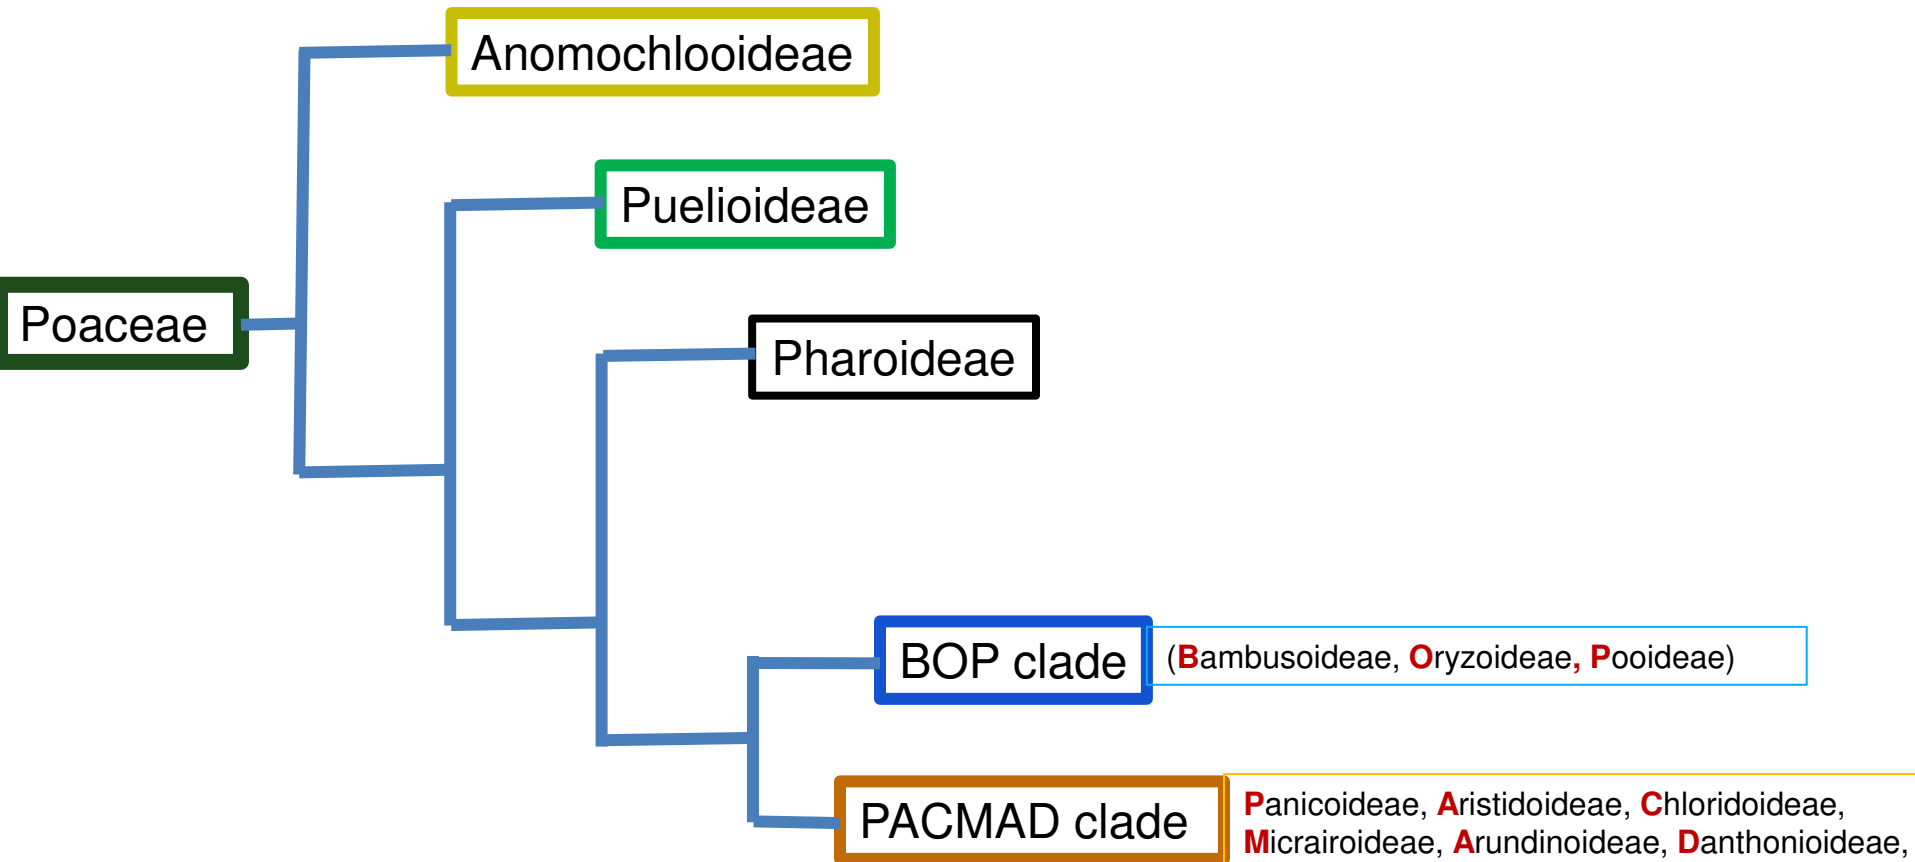 Anomochlooideae
Puelioideae
Poaceae
Pharoideae
BOP clade
(Bambusoideae, Oryzoideae, Pooideae)
PACMAD clade
Panicoideae, Aristidoideae, Chloridoideae,
Micrairoideae, Arundinoideae, Danthonioideae,